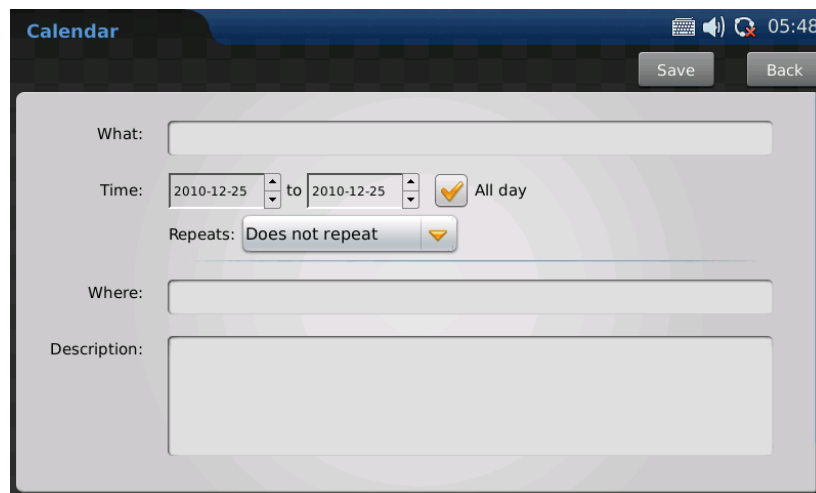 Calendar 05:48
Save Back
What:
Time: 2010-12-25 to 2010-12-25 All day
Repeats: Does not repeat
Where:
Description: